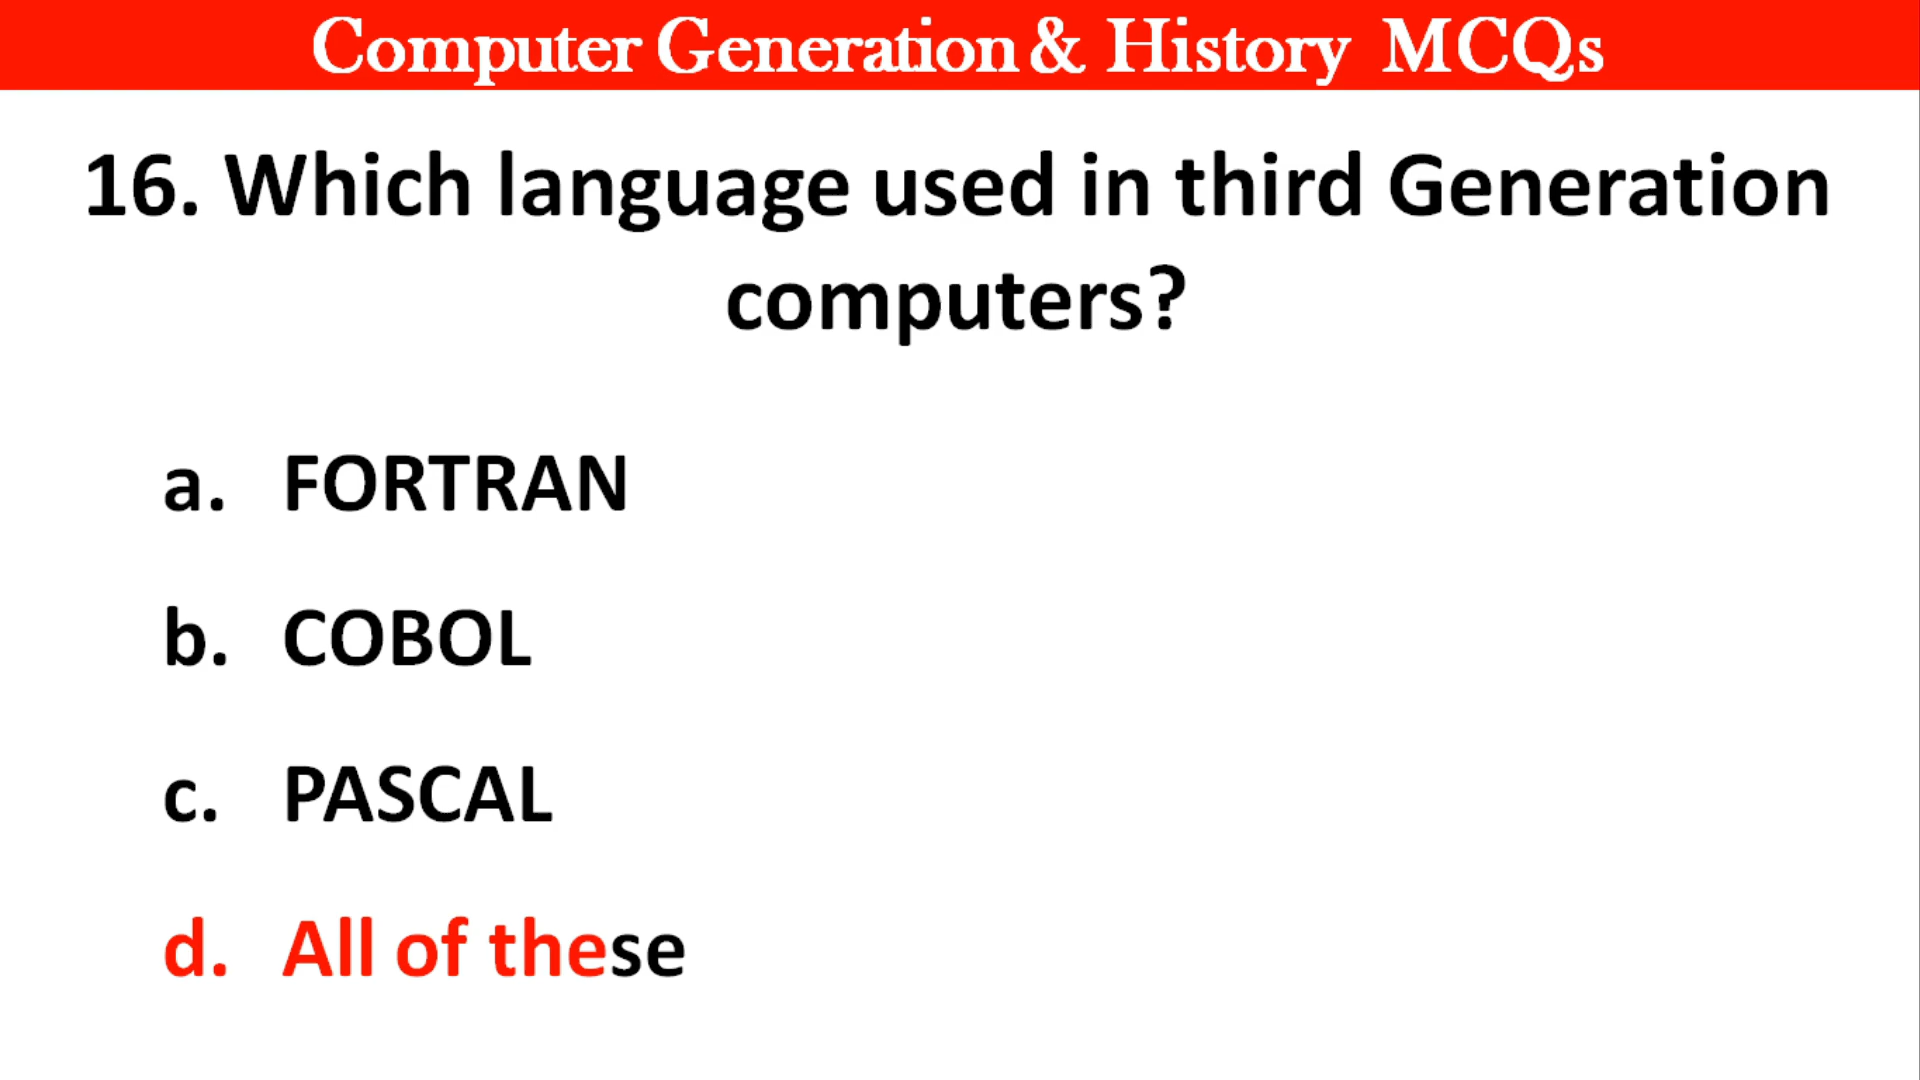 Computer Generation & History MCQs
16. Which language used in third Generation
computers?
a. FORTRAN
b. COBOL
c. PASCAL
d. All of these